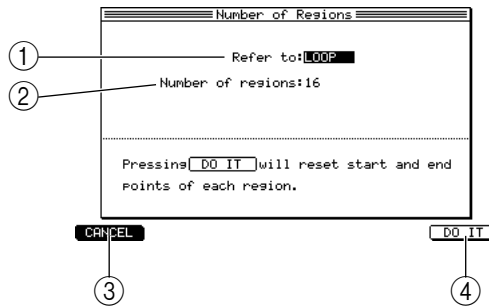 Number of Regions
① Refer to:LOOP
② Number of regions:16
Pressing DO IT will reset start and end
points of each region.
CANCEL DO IT
③ ④